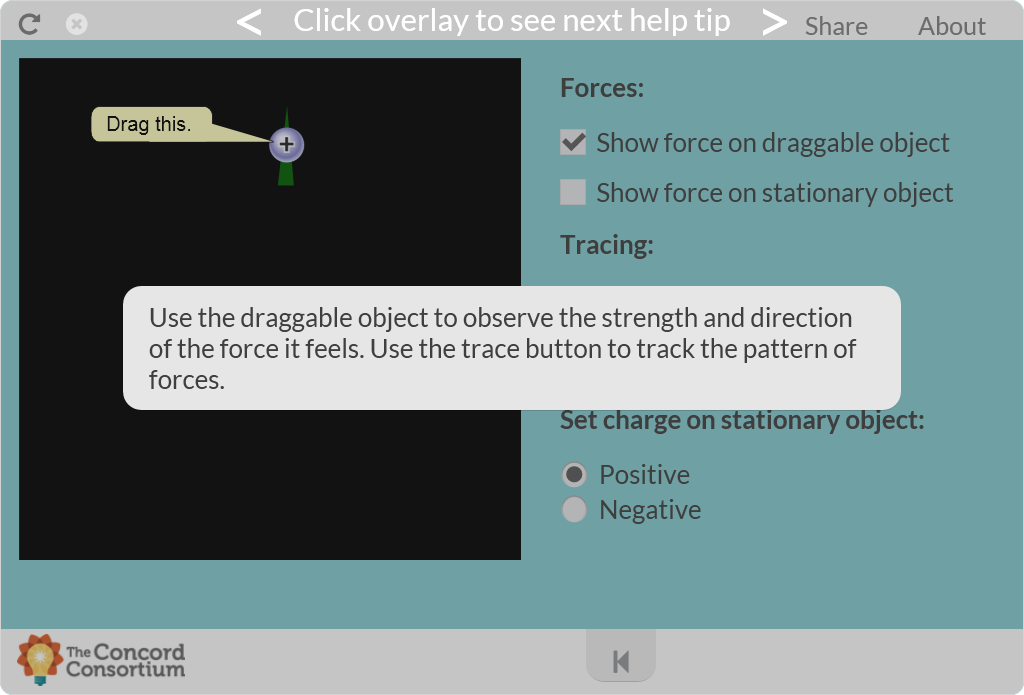 < Click overlay to see next help tip >
Share
About
Drag this.
+
Forces:
Show force on draggable object
Show force on stationary object
Tracing:
Use the draggable object to observe the strength and direction
of the force it feels. Use the trace button to track the pattern of
forces.
Set charge on stationary object:
Positive
Negative
The Concord
Consortium